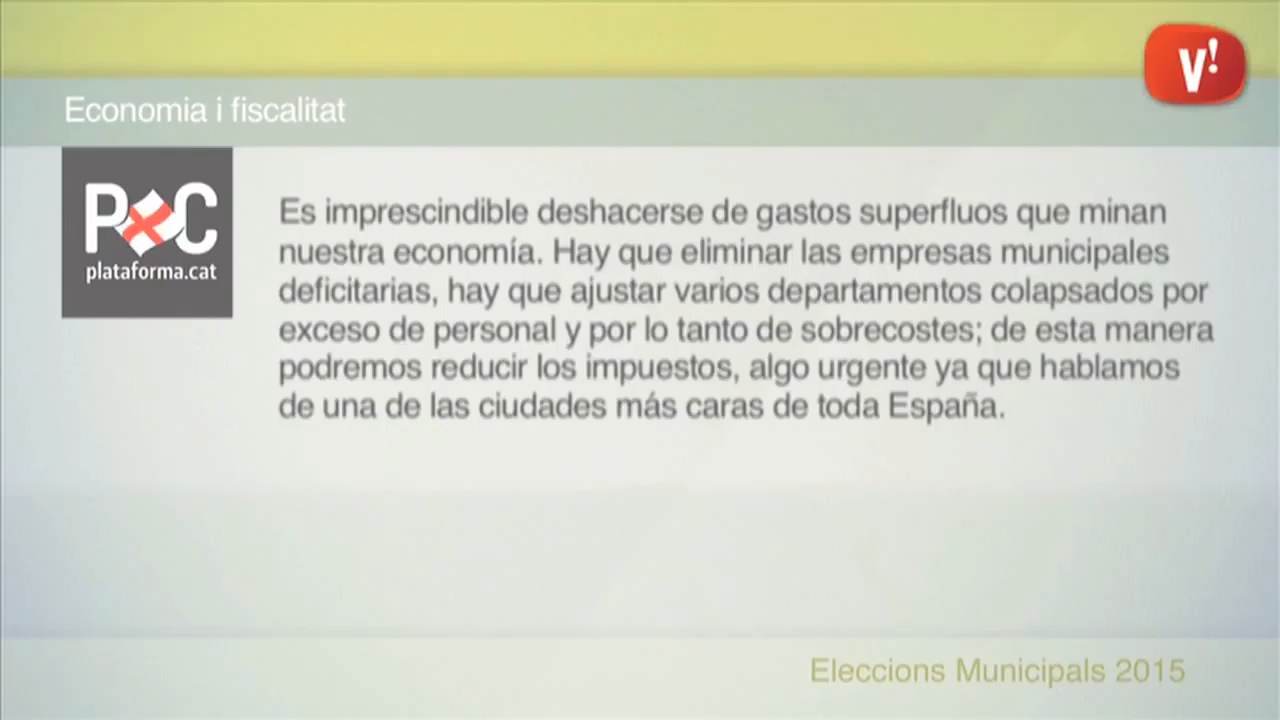 V!
Economia i fiscalitat
PxC
plataforma.cat
Es imprescindible deshacerse de gastos superfluos que minan
nuestra economía. Hay que eliminar las empresas municipales
deficitarias, hay que ajustar varios departamentos colapsados por
exceso de personal y por lo tanto de sobrecostes; de esta manera
podremos reducir los impuestos, algo urgente ya que hablamos
de una de las ciudades más caras de toda España.
Eleccions Municipals 2015